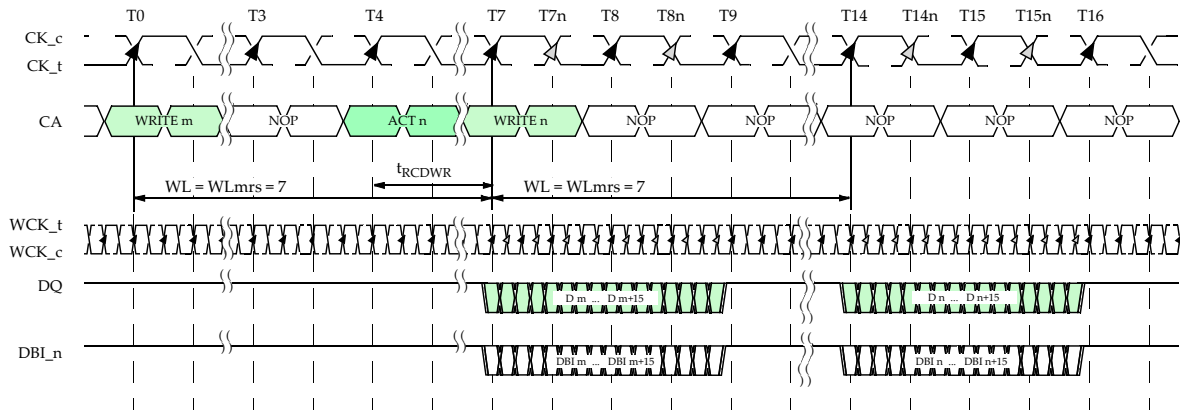 T0 T3 T4 T7 T7n T8 T8n T9 T14 T14n T15 T15n T16
CK_c
CK_t
CA WRITE m NOP ACT n WRITE n NOP NOP NOP NOP NOP
tRCDWR
WL = WLmrs = 7 WL = WLmrs = 7
WCK_t
WCK_c
DQ
D m ... D m+15 D n ... D n+15
DBI_n
DBI m ... DBI m+15 DBI n ... DBI n+15